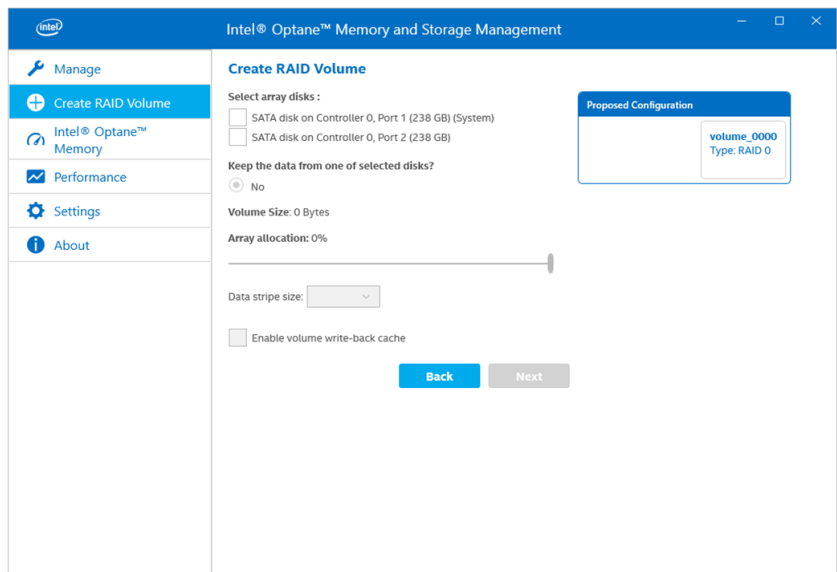 intel
Intel® Optane™ Memory and Storage Management
Manage
Create RAID Volume
Intel® Optane™
Memory
Performance
Settings
About
Create RAID Volume
Select array disks :
SATA disk on Controller 0, Port 1 (238 GB) (System)
SATA disk on Controller 0, Port 2 (238 GB)
Keep the data from one of selected disks?
No
Volume Size: 0 Bytes
Array allocation: 0%
Data stripe size:
Enable volume write-back cache
Back
Next
Proposed Configuration
volume_0000
Type: RAID 0